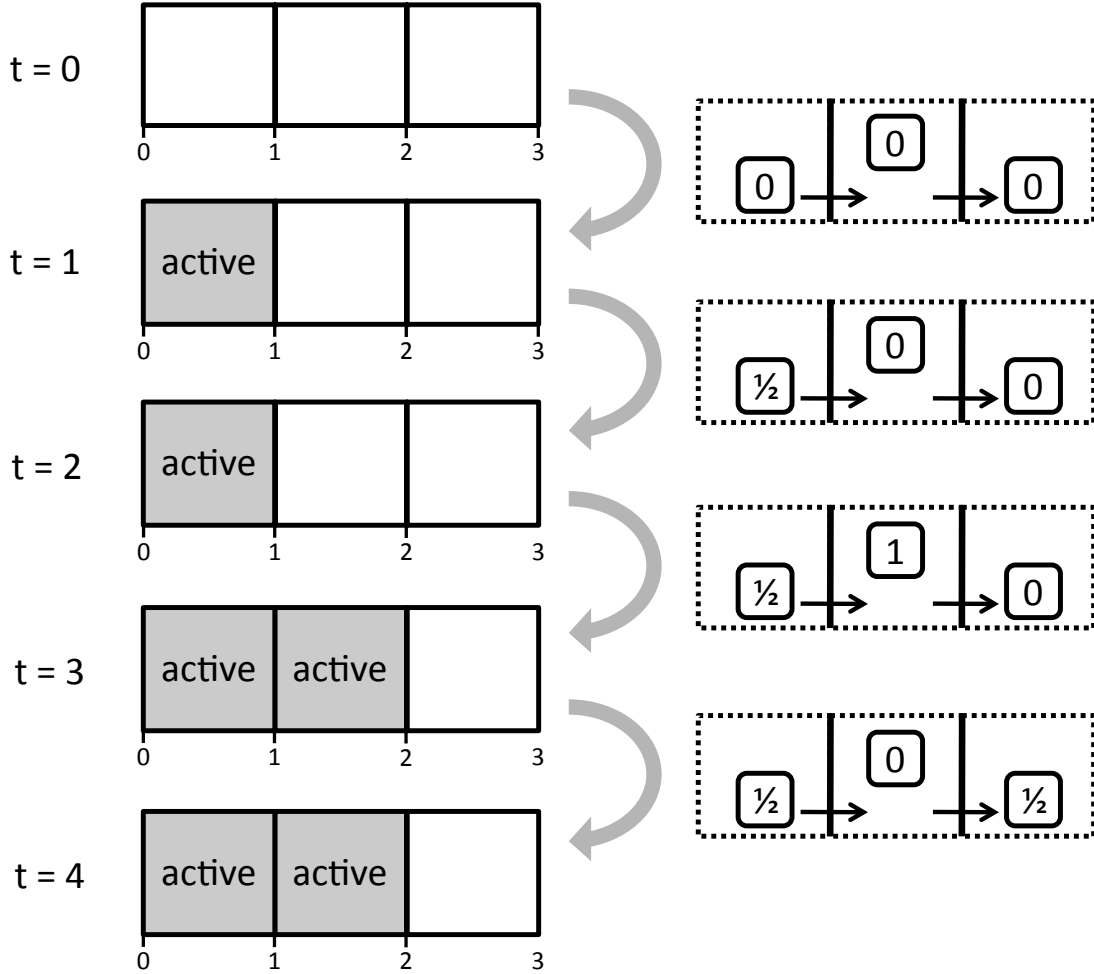 t = 0
0 1 2 3
0
0 0
t = 1
active
0 1 2 3
0
½ 0
t = 2
active
0 1 2 3
1
½ 0
t = 3
active active
0 1 2 3
0
½ ½
t = 4
active active
0 1 2 3